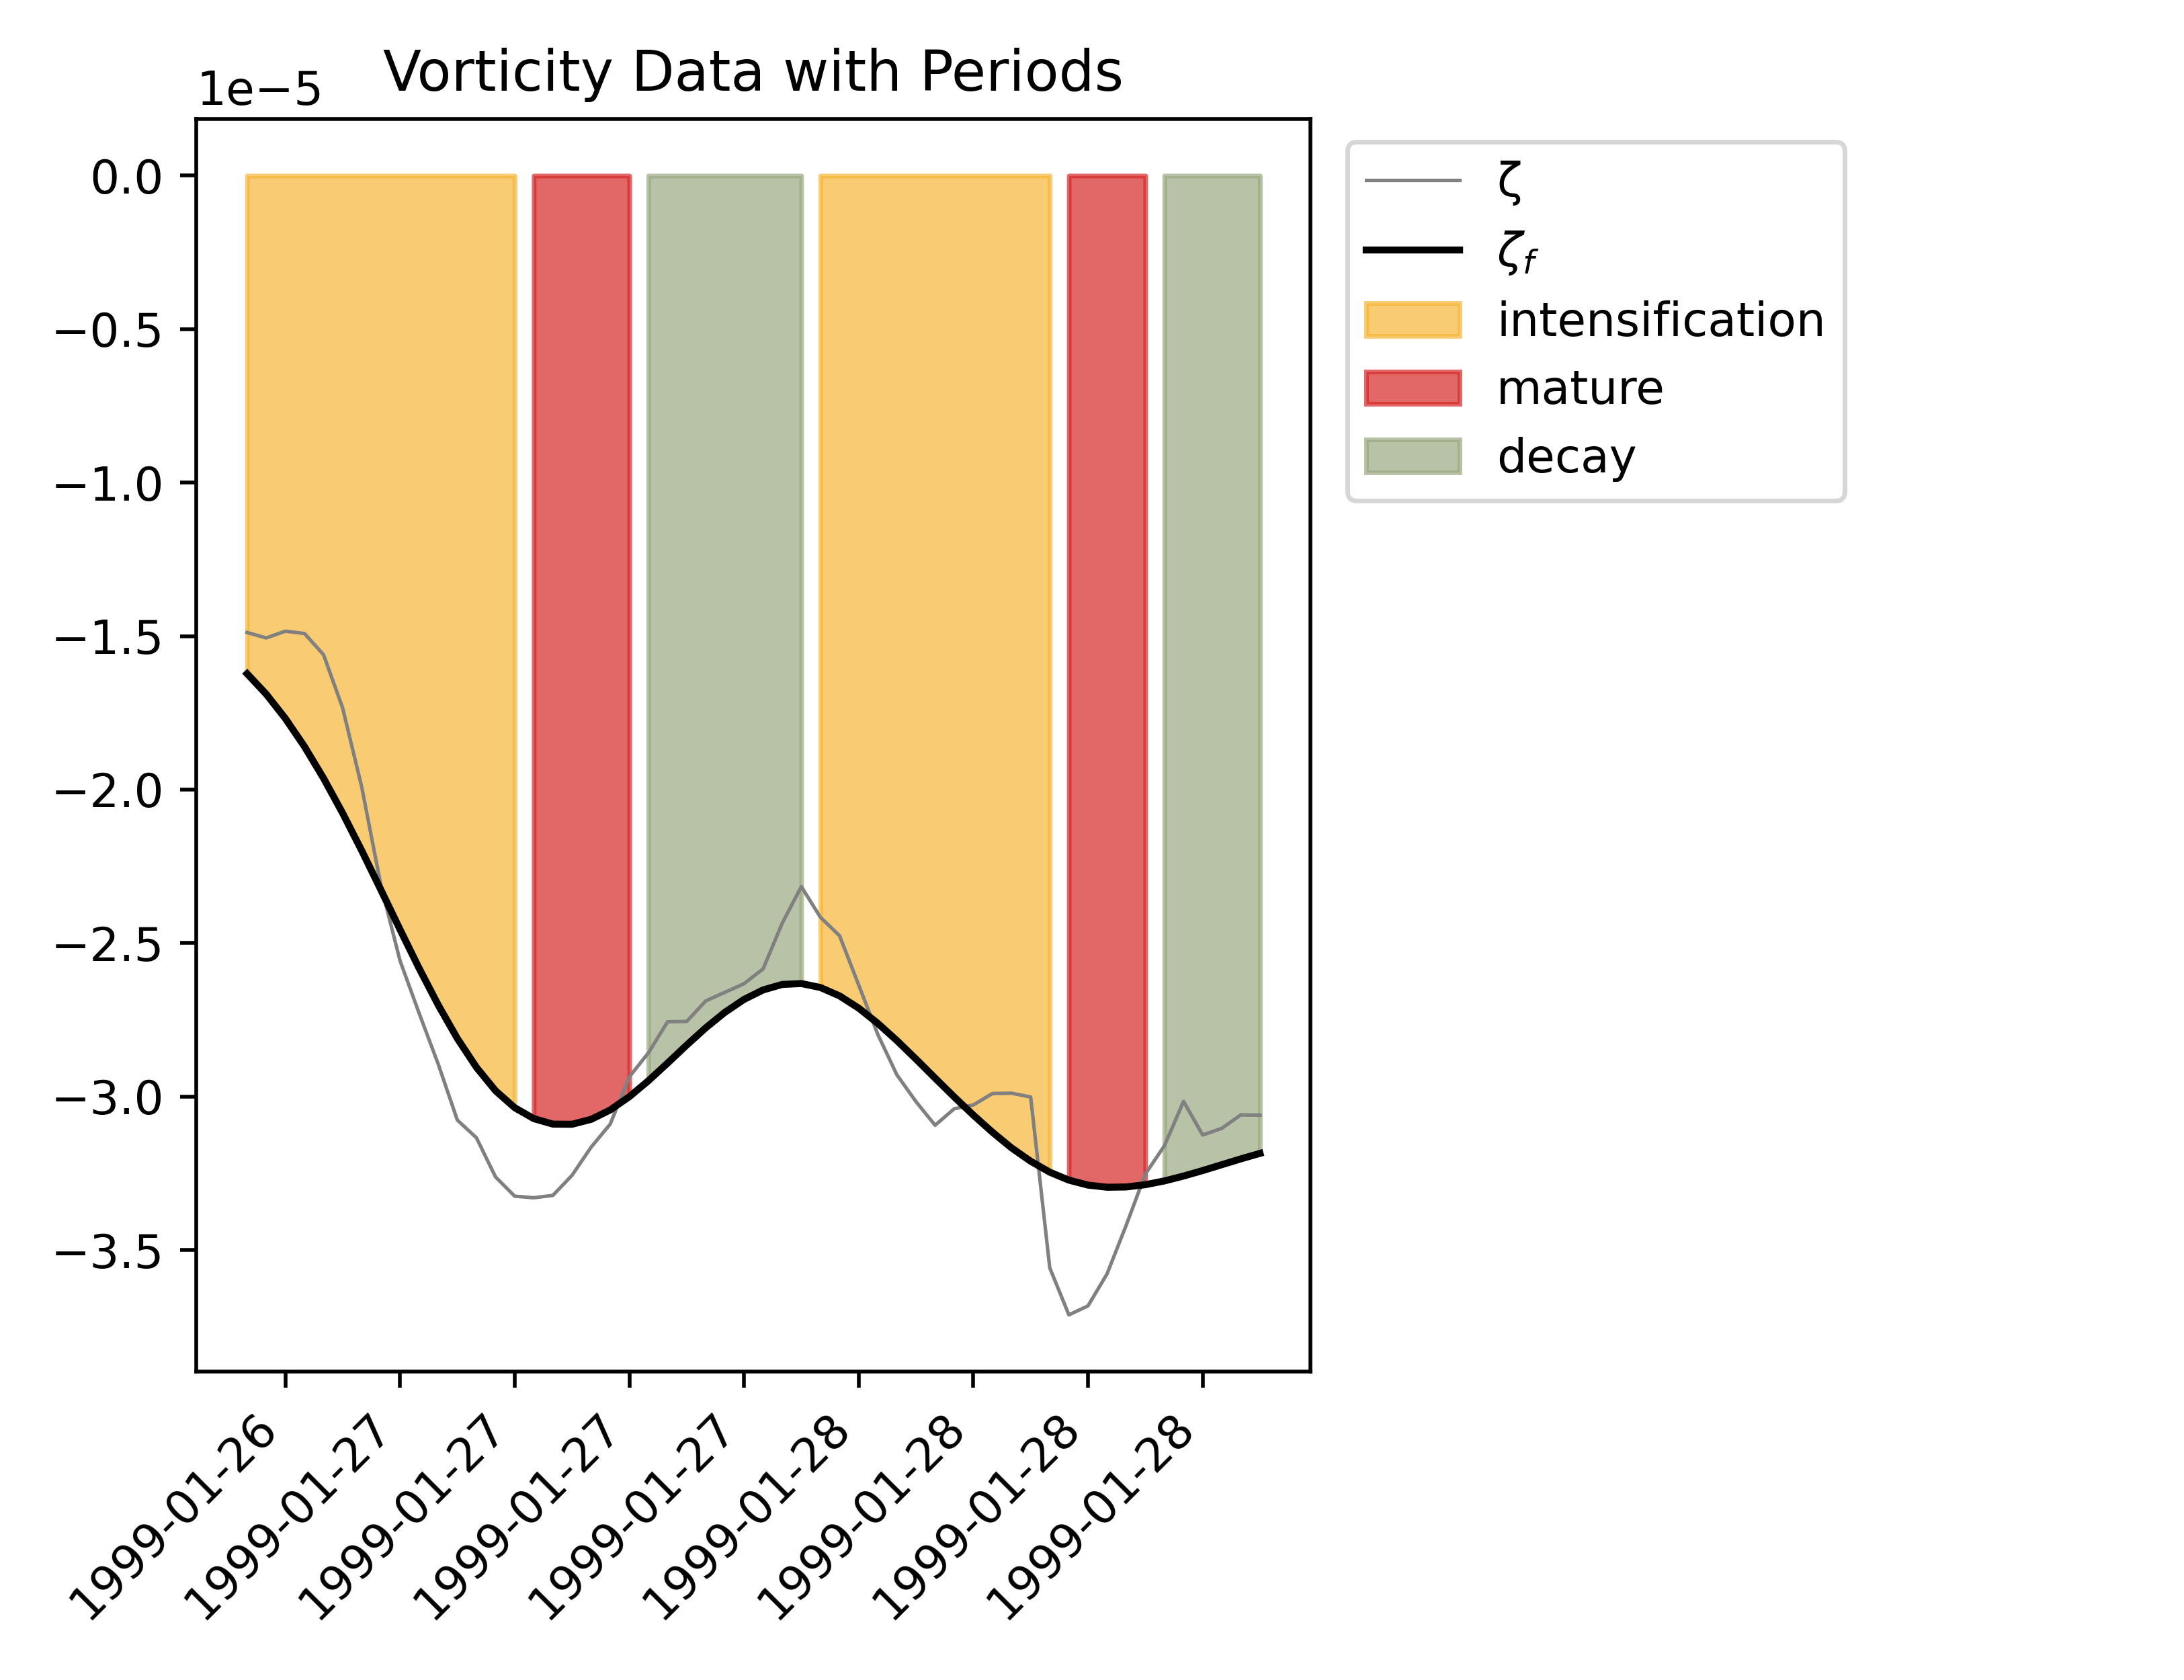 Vorticity Data with Periods
1e−5
0.0
−0.5
−1.0
−1.5
−2.0
−2.5
−3.0
−3.5
1999-01-26
1999-01-27
1999-01-27
1999-01-27
1999-01-27
1999-01-28
1999-01-28
1999-01-28
1999-01-28
ζ
ζf
intensification
mature
decay